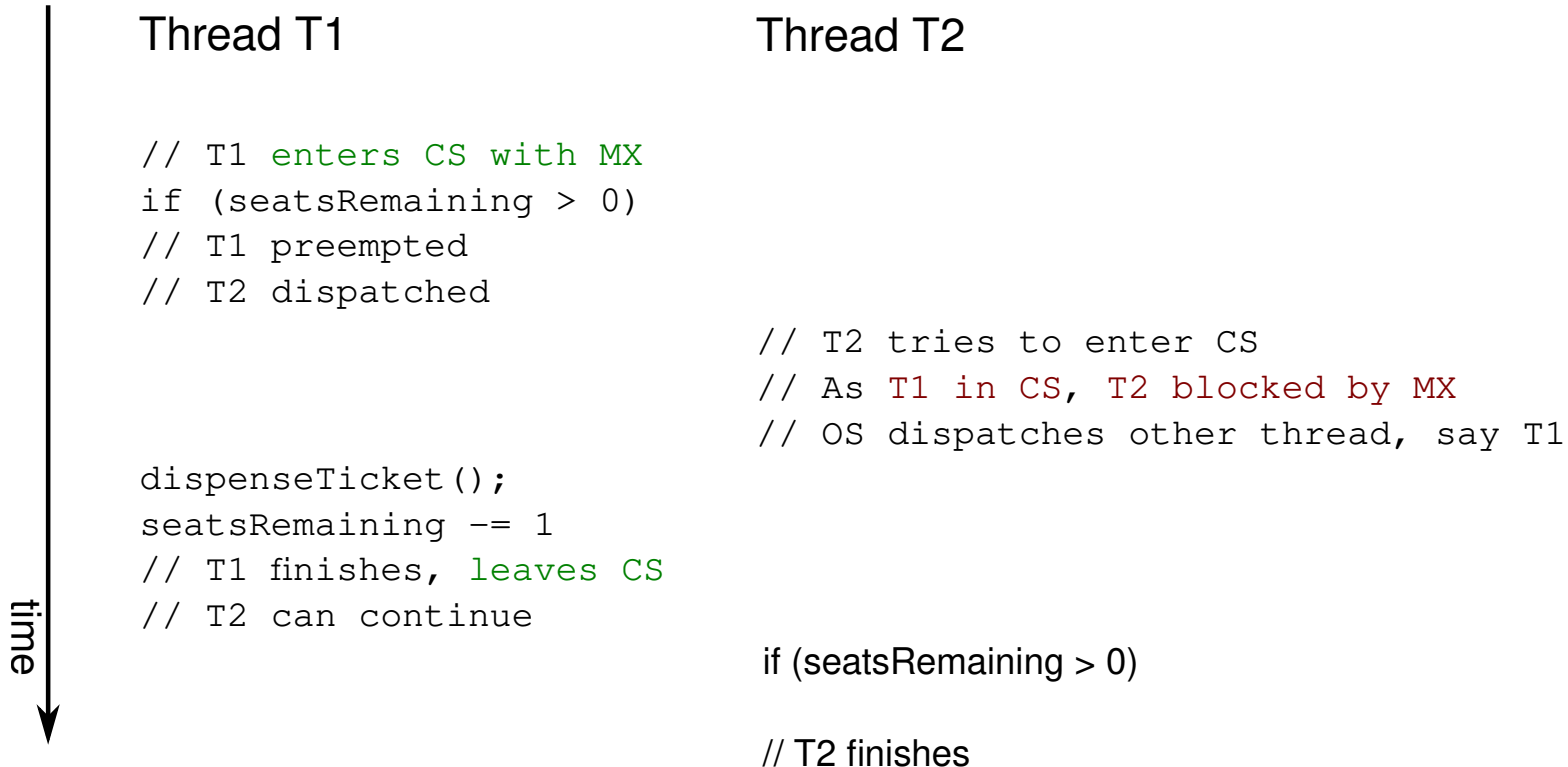 Thread T1
Thread T2
// T1 enters CS with MX
if (seatsRemaining > 0)
// T1 preempted
// T2 dispatched
// T2 tries to enter CS
// As T1 in CS, T2 blocked by MX
// OS dispatches other thread, say T1
dispenseTicket();
seatsRemaining -= 1
// T1 finishes, leaves CS
// T2 can continue
if (seatsRemaining > 0)
// T2 finishes
time